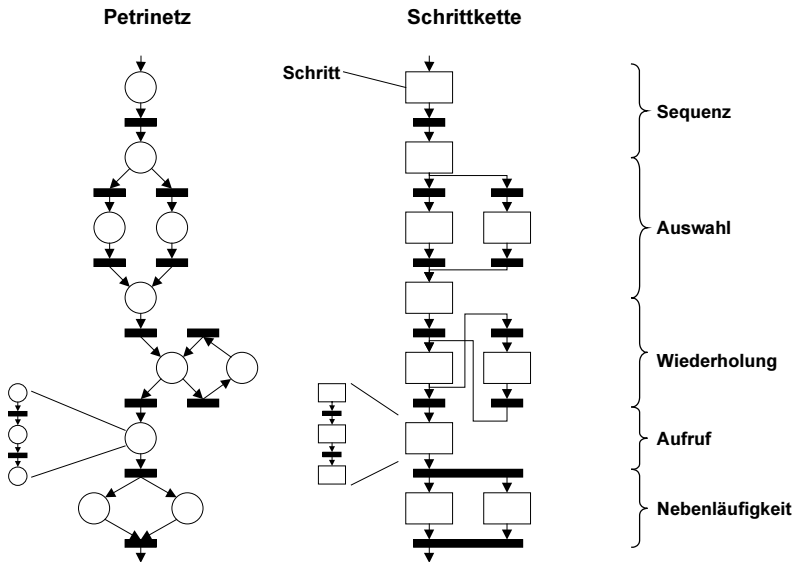 Petrinetz
Schrittkette
Schritt
Sequenz
Auswahl
Wiederholung
Aufruf
Nebenläufigkeit